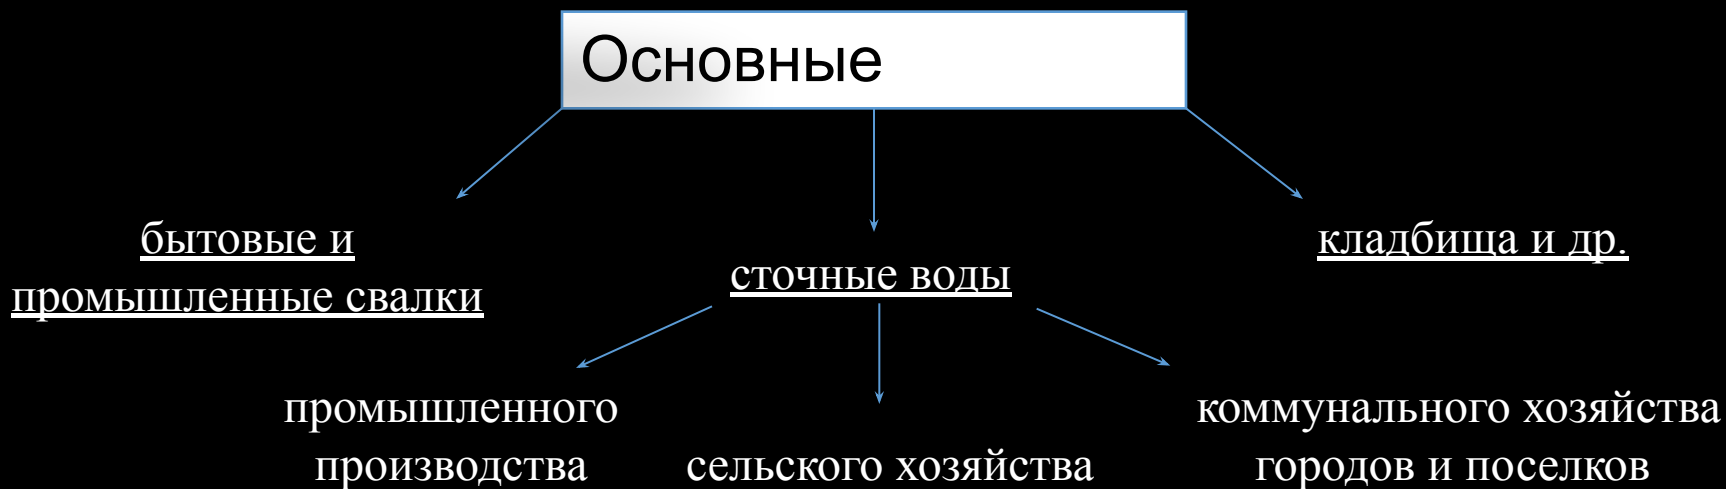 Основные
бытовые и
промышленные свалки
сточные воды
кладбища и др.
промышленного
производства
сельского хозяйства
коммунального хозяйства
городов и поселков